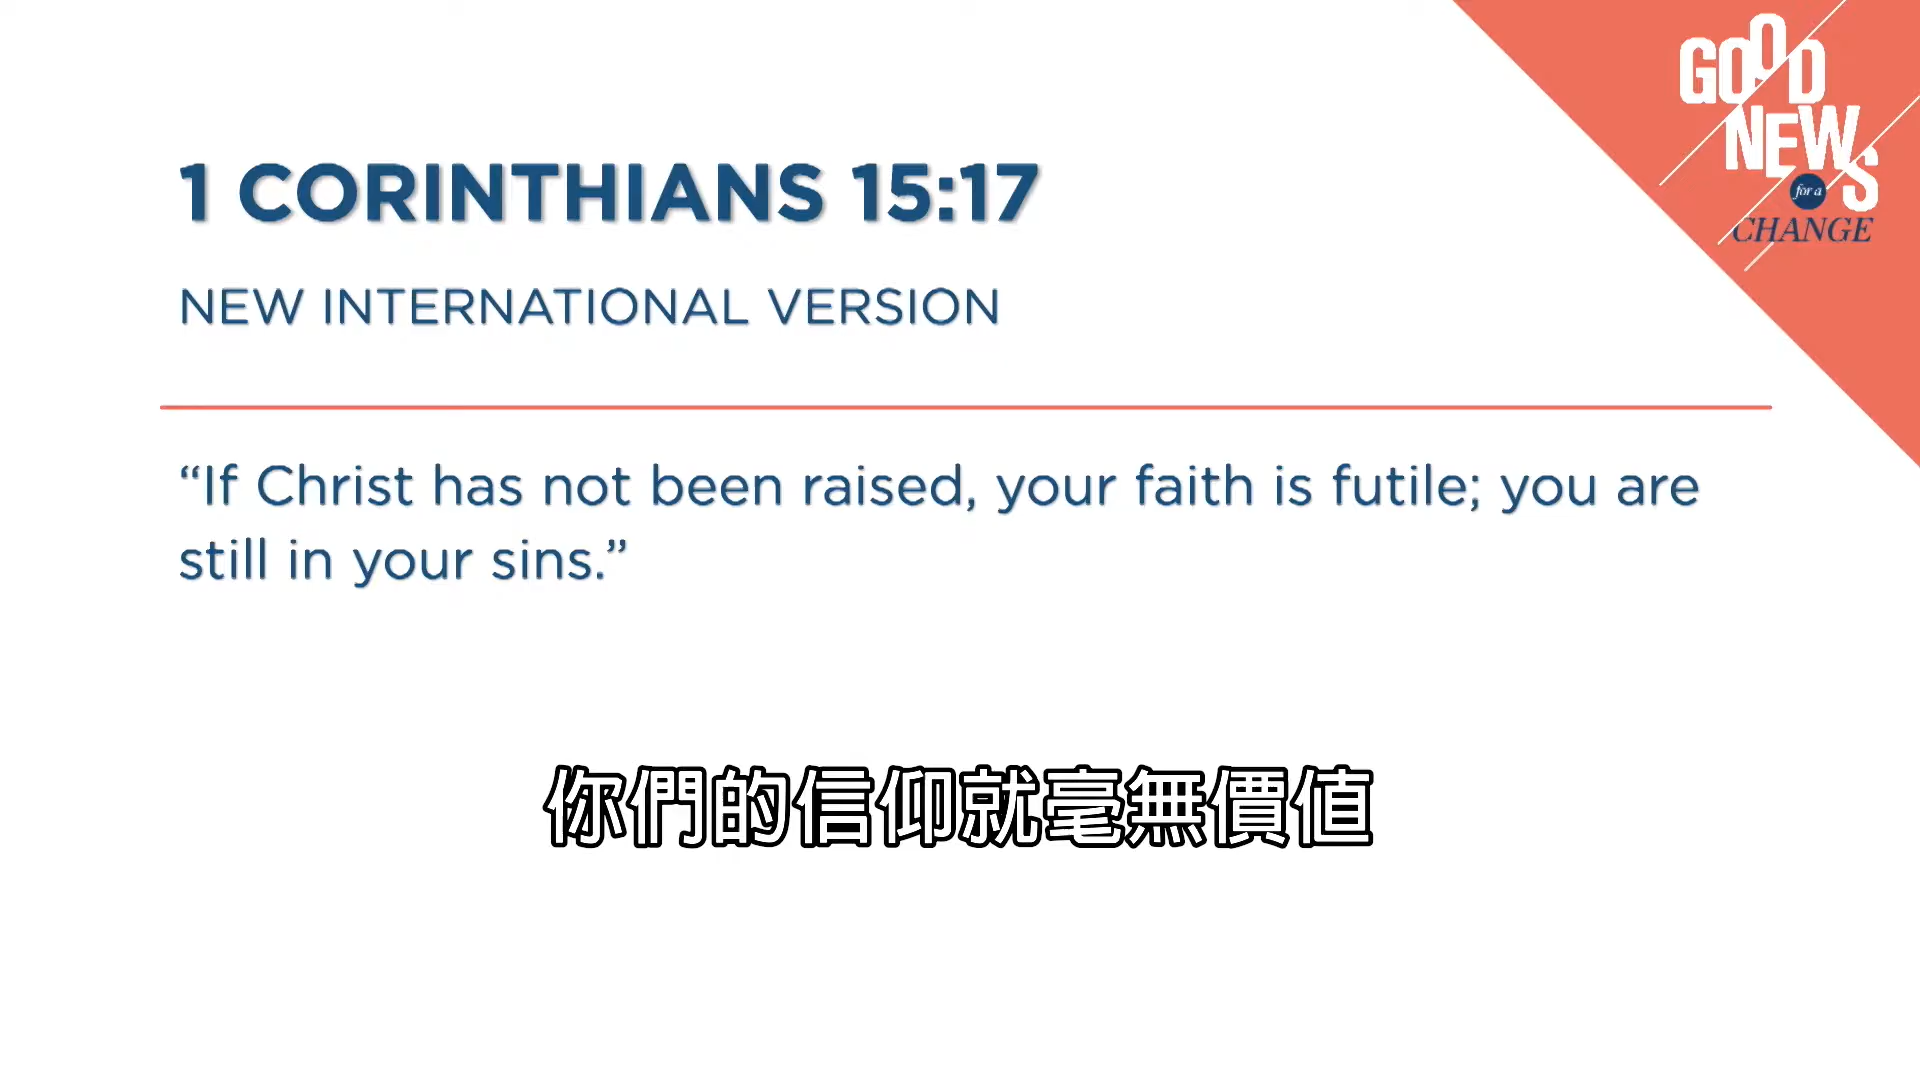 GOOD
NEWS
for a
CHANGE
1 CORINTHIANS 15:17
NEW INTERNATIONAL VERSION
“If Christ has not been raised, your faith is futile; you are
still in your sins.”
你們的信仰就毫無價值